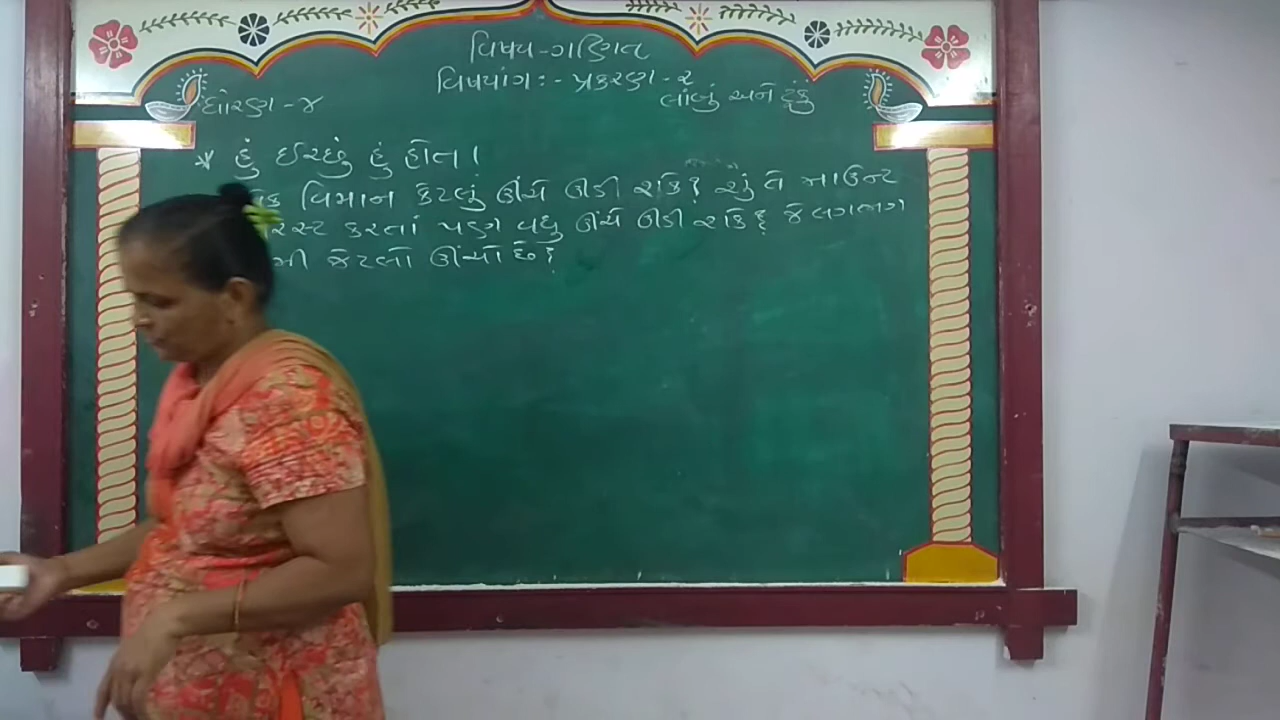 વિષય-ગણિત
વિષયાંગ:- પ્રકરણ-૨
ધોરણ-૪
લાંબું અને ટૂંકું
* હું ઈચ્છું હું હોત।
એક વિમાન કેટલું ઊંચે ઊડી શકે? શું તે માઉન્ટ
રેસ્ટ કરતાં પણ વધુ ઊંચે ઊડી શકે? જે લગભગ
મી જેટલો ઊંચો છે?